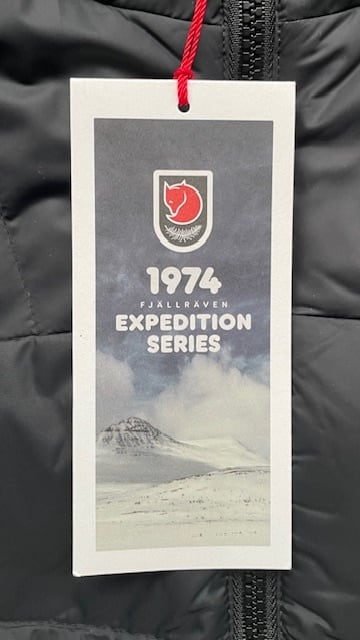 1974
FJÄLLRÄVEN
EXPEDITION
SERIES